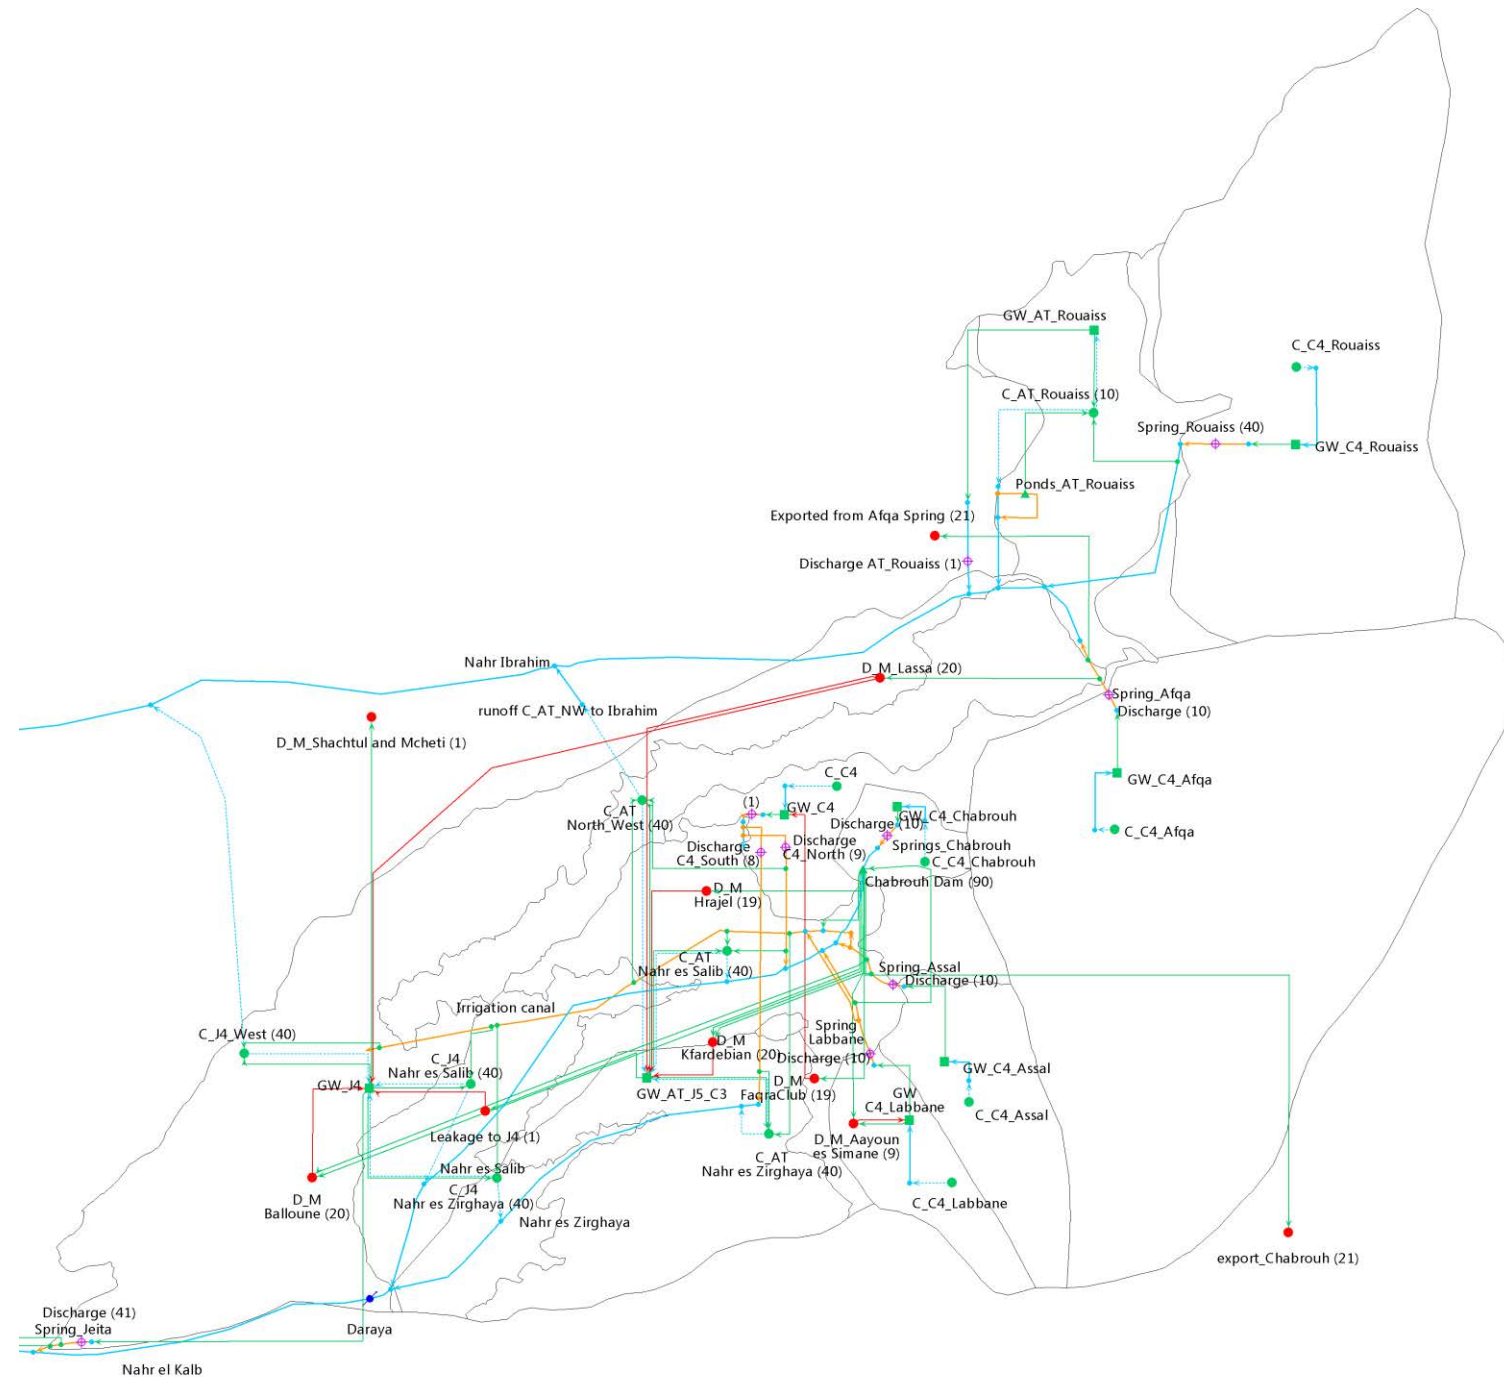 GW_AT_Rouaiss
C_C4_Rouaiss
C_AT_Rouaiss (10)
Spring_Rouaiss (40)
GW_C4_Rouaiss
Ponds_AT_Rouaiss
Exported from Afqa Spring (21)
Discharge AT_Rouaiss (1)
Nahr Ibrahim
D_M_Lassa (20)
Spring_Afqa
Discharge (10)
runoff C_AT_NW to Ibrahim
D_M_Shachtul and Mcheti (1)
C_C4
GW_C4_Afqa
(1)
GW_C4
C_AT
North_West (40)
GW_C4_Chabrouh
Discharge (10)
C_C4_Afqa
Discharge
C4_South (8)
Discharge
C4_North (9)
Springs_Chabrouh
C_C4_Chabrouh
Chabrouh Dam (90)
D_M
Hrajel (19)
C_AT
Nahr es Salib (40)
Spring_Assal
Discharge (10)
Irrigation canal
C_J4_West (40)
Spring
Labbane
Discharge (10)
D_M
Kfardebian (20)
C_J4
Nahr es Salib (40)
GW_C4_Assal
GW_J4
GW_AT_J5_C3
D_M
FaqraClub (19)
GW
C4_Labbane
C_C4_Assal
Leakage to J4 (1)
D_M_Aayoun
es Simane (9)
C_AT
Nahr es Zirghaya (40)
Nahr es Salib
C_J4
Nahr es Zirghaya (40)
D_M
Balloune (20)
C_C4_Labbane
Nahr es Zirghaya
export_Chabrouh (21)
Discharge (41)
Spring_Jeita
Daraya
Nahr el Kalb